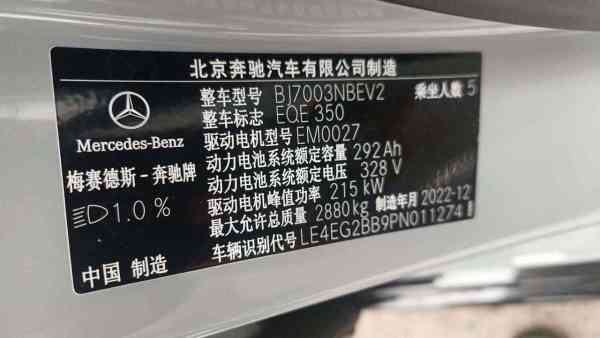 北京奔驰汽车有限公司制造
整车型号 BJ7003NBEV2 乘坐人数 5
整车标志 EQE 350
驱动电机型号 EM0027
动力电池系统额定容量 292 Ah
动力电池系统额定电压 328 V
驱动电机峰值功率 215 kW
最大允许总质量 2880 kg 制造年月 2022-12
车辆识别代号 LE4EG2BB9PN011274
Mercedes-Benz
梅赛德斯-奔驰牌
1.0 %
中国 制造